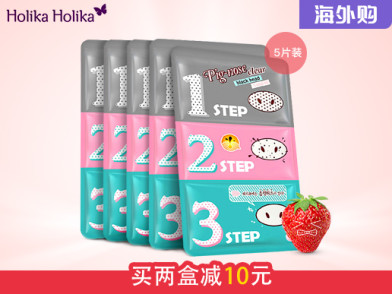 Holika Holika
海外购
5片装
Pig-nose clear
black head
1 STEP
2 STEP
3 STEP
买两盒减10元